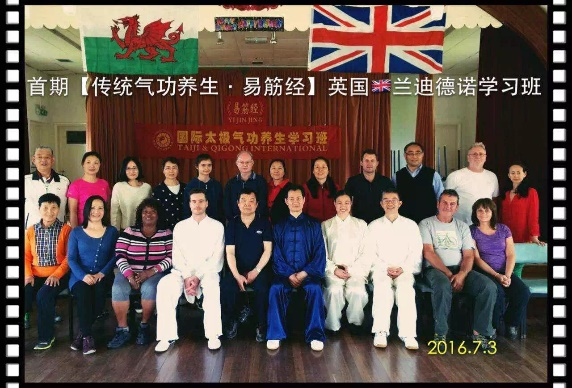 首期【传统气功养生·易筋经】英国🇬🇧兰迪德诺学习班
《易筋经》
YI JIN JING
国际太极气功养生学习班
TAIJI & QIGONG INTERNATIONAL
2016.7.3